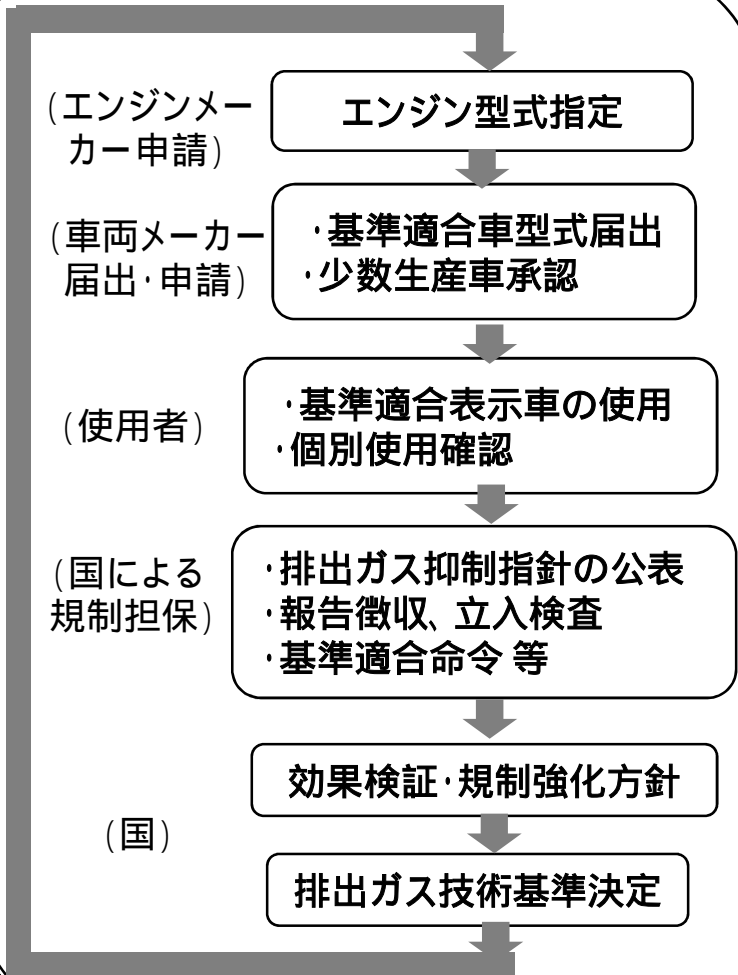 (エンジンメー
カー申請)
エンジン型式指定
(車両メーカー
届出・申請)
・基準適合車型式届出
・少数生産車承認
(使用者)
・基準適合表示車の使用
・個別使用確認
(国による
規制担保)
・排出ガス抑制指針の公表
・報告徴収、立入検査
・基準適合命令 等
(国)
効果検証・規制強化方針
排出ガス技術基準決定